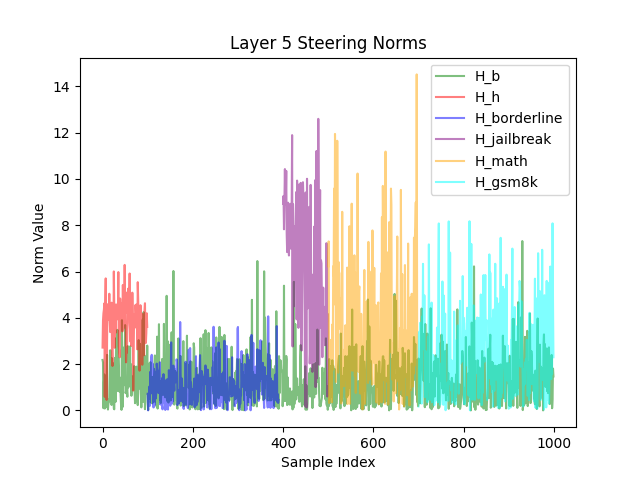 Layer 5 Steering Norms
Norm Value
14
12
10
8
6
4
2
0
H_b
H_h
H_borderline
H_jailbreak
H_math
H_gsm8k
0
200
400
600
800
1000
Sample Index